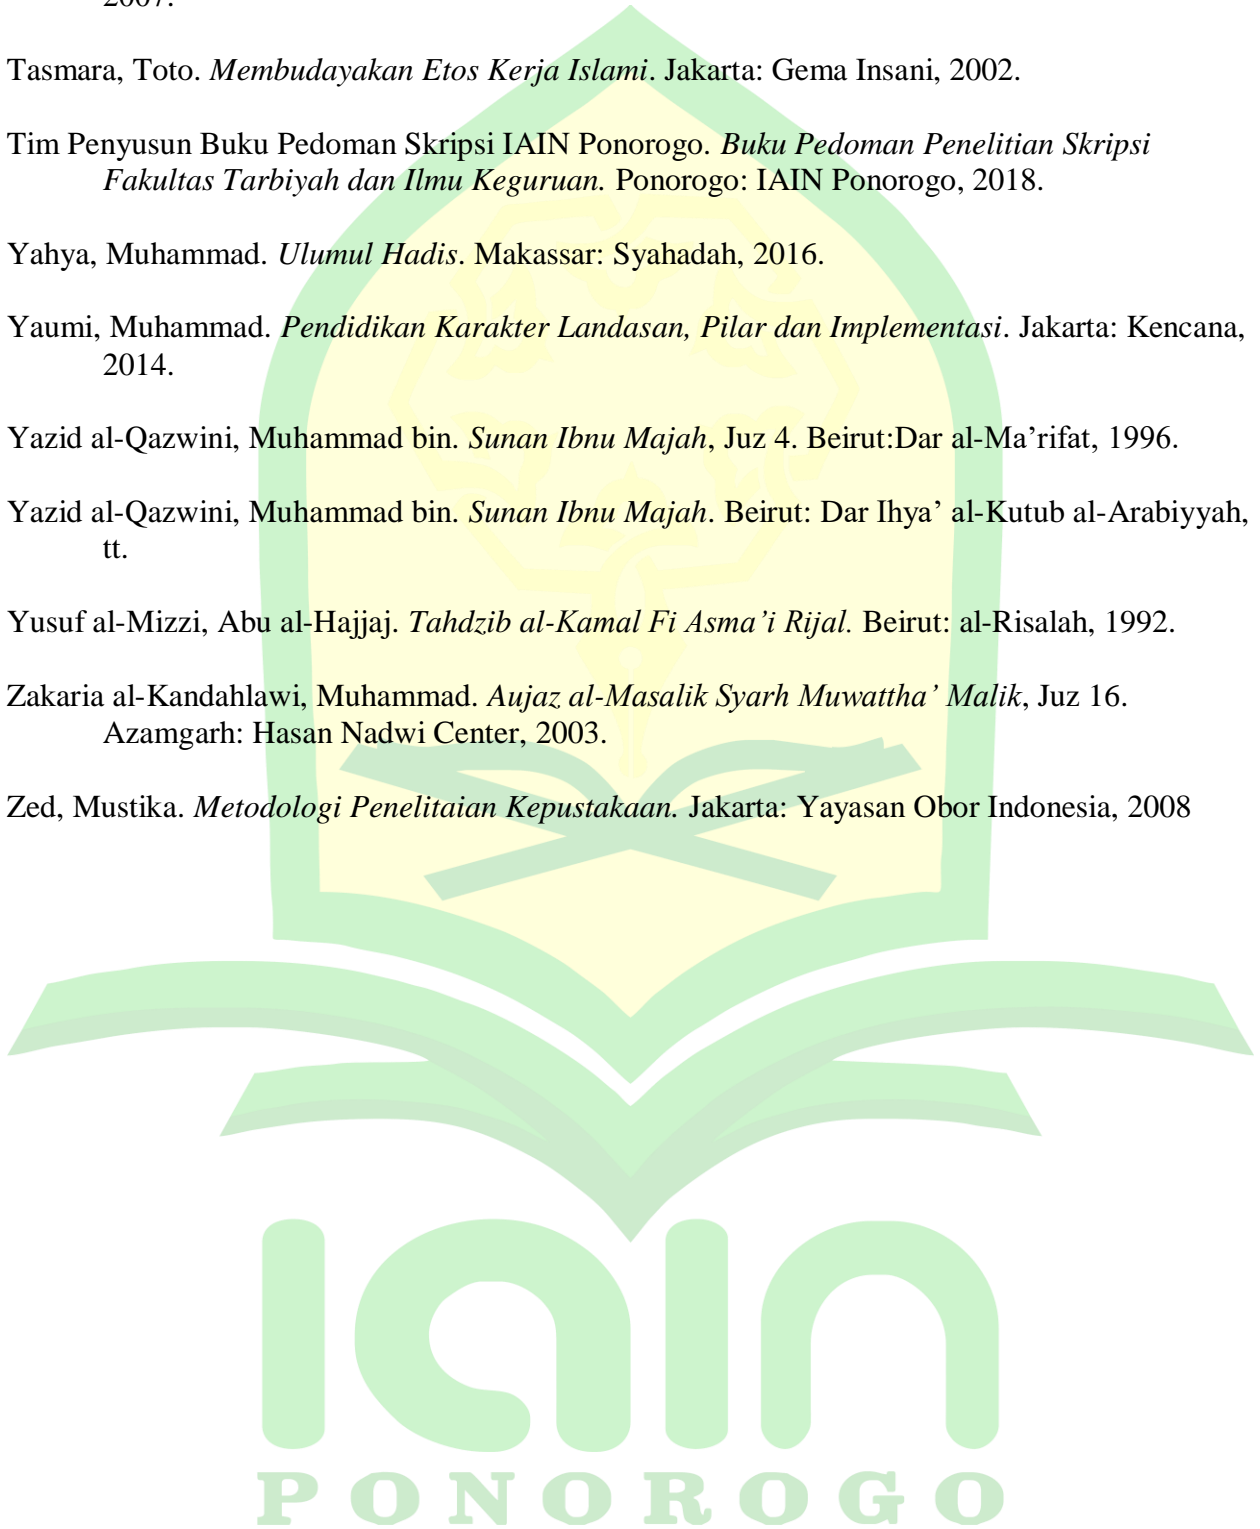 2007.
Tasmara, Toto. Membudayakan Etos Kerja Islami. Jakarta: Gema Insani, 2002.
Tim Penyusun Buku Pedoman Skripsi IAIN Ponorogo. Buku Pedoman Penelitian Skripsi
Fakultas Tarbiyah dan Ilmu Keguruan. Ponorogo: IAIN Ponorogo, 2018.
Yahya, Muhammad. Ulumul Hadis. Makassar: Syahadah, 2016.
Yaumi, Muhammad. Pendidikan Karakter Landasan, Pilar dan Implementasi. Jakarta: Kencana,
2014.
Yazid al-Qazwini, Muhammad bin. Sunan Ibnu Majah, Juz 4. Beirut:Dar al-Ma’rifat, 1996.
Yazid al-Qazwini, Muhammad bin. Sunan Ibnu Majah. Beirut: Dar Ihya’ al-Kutub al-Arabiyyah,
tt.
Yusuf al-Mizzi, Abu al-Hajjaj. Tahdzib al-Kamal Fi Asma’i Rijal. Beirut: al-Risalah, 1992.
Zakaria al-Kandahlawi, Muhammad. Aujaz al-Masalik Syarh Muwattha’ Malik, Juz 16.
Azamgarh: Hasan Nadwi Center, 2003.
Zed, Mustika. Metodologi Penelitaian Kepustakaan. Jakarta: Yayasan Obor Indonesia, 2008
iain
PONOROGO